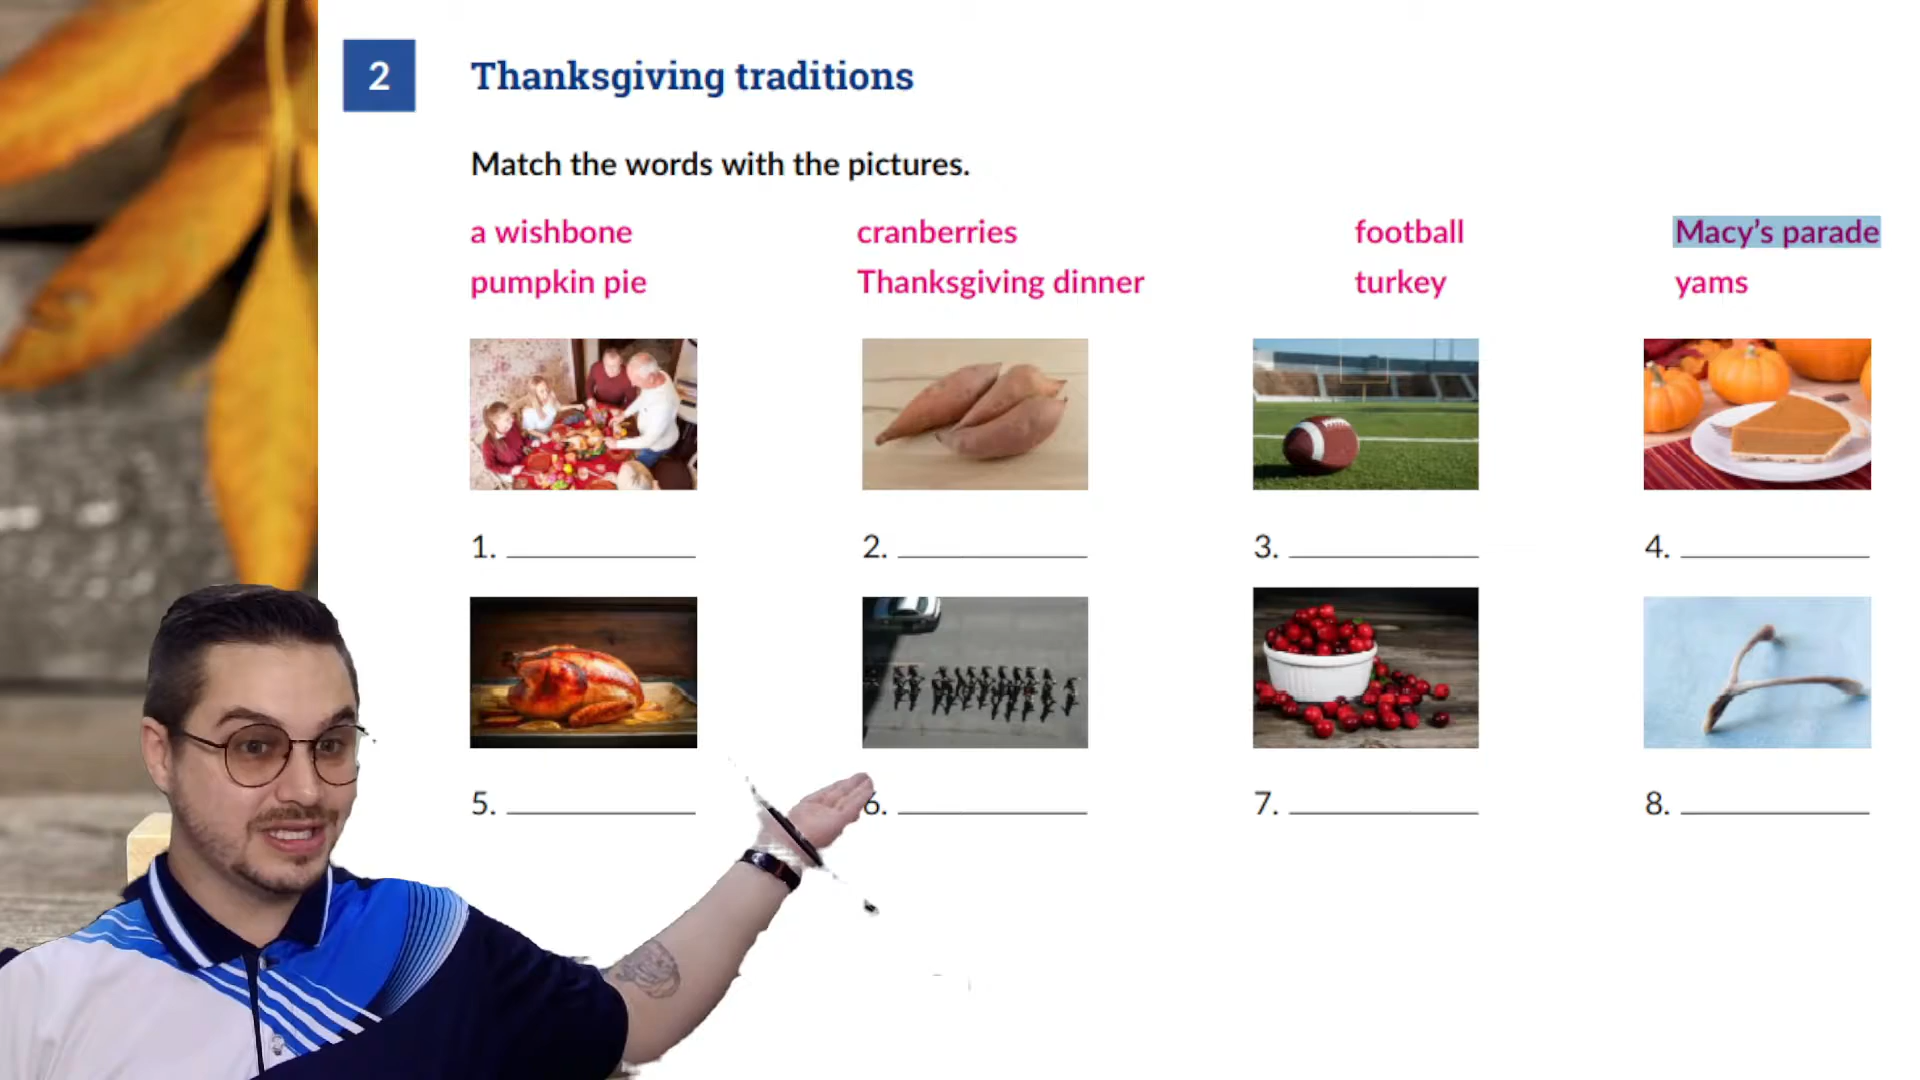 2 Thanksgiving traditions
Match the words with the pictures.
a wishbone cranberries football Macy's parade
pumpkin pie Thanksgiving dinner turkey yams
1. 2. 3. 4.
5. 6. 7. 8.